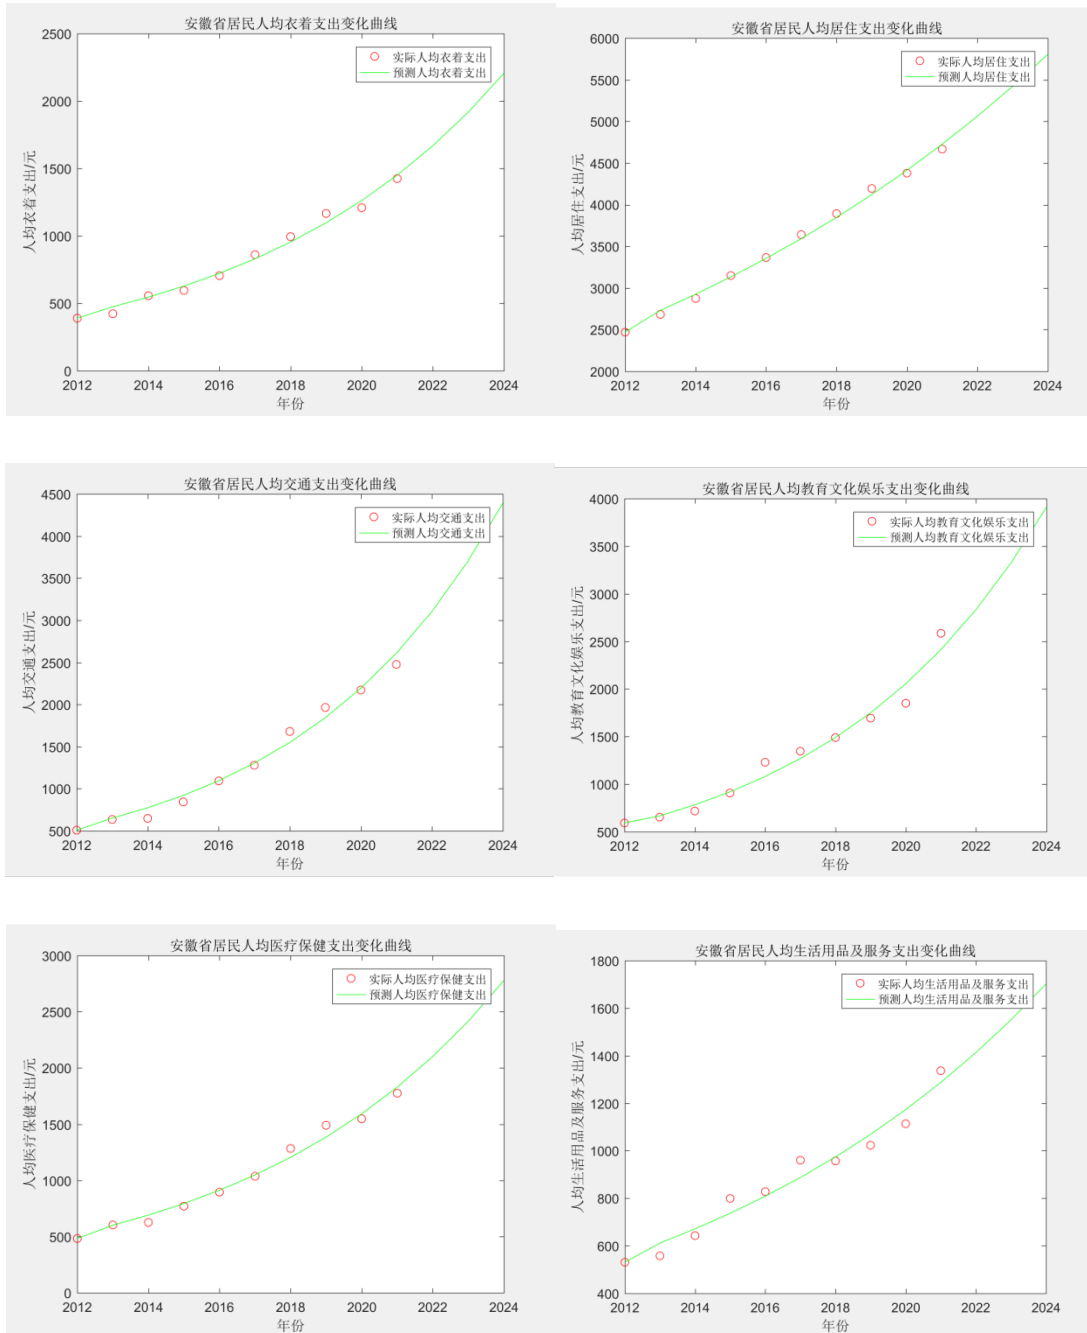 安徽省居民人均衣着支出变化曲线
实际人均衣着支出
预测人均衣着支出
人均衣着支出/元
2500
2000
1500
1000
500
0
2012 2014 2016 2018 2020 2022 2024
年份
安徽省居民人均居住支出变化曲线
实际人均居住支出
预测人均居住支出
人均居住支出/元
6000
5500
5000
4500
4000
3500
3000
2500
2000
2012 2014 2016 2018 2020 2022 2024
年份
安徽省居民人均交通支出变化曲线
实际人均交通支出
预测人均交通支出
人均交通支出/元
4500
4000
3500
3000
2500
2000
1500
1000
500
2012 2014 2016 2018 2020 2022 2024
年份
安徽省居民人均教育文化娱乐支出变化曲线
实际人均教育文化娱乐支出
预测人均教育文化娱乐支出
人均教育文化娱乐支出/元
4000
3500
3000
2500
2000
1500
1000
500
2012 2014 2016 2018 2020 2022 2024
年份
安徽省居民人均医疗保健支出变化曲线
实际人均医疗保健支出
预测人均医疗保健支出
人均医疗保健支出/元
3000
2500
2000
1500
1000
500
0
2012 2014 2016 2018 2020 2022 2024
年份
安徽省居民人均生活用品及服务支出变化曲线
实际人均生活用品及服务支出
预测人均生活用品及服务支出
人均生活用品及服务支出/元
1800
1600
1400
1200
1000
800
600
400
2012 2014 2016 2018 2020 2022 2024
年份